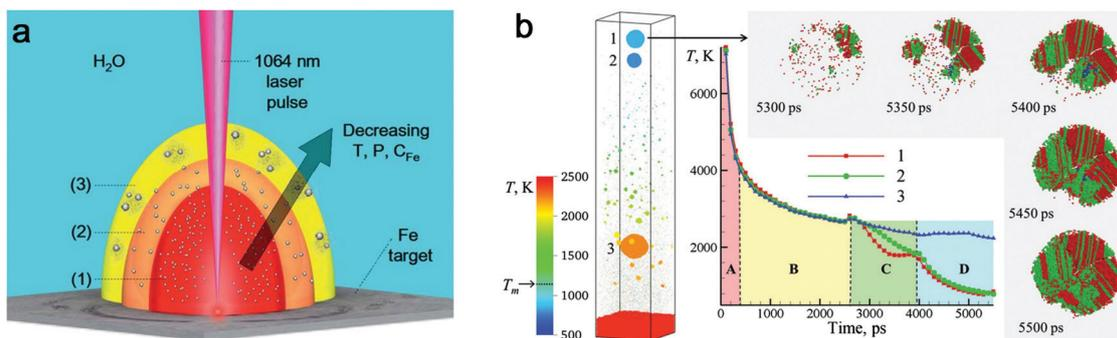 a
H2O
1064 nm
laser
pulse
Decreasing
T, P, CFe
(3)
(2)
(1)
Fe
target
b
1
2
3
T, K
2500
2000
1500
1000
500
Tm
T, K
6000
4000
2000
0
1000
2000
3000
4000
5000
Time, ps
A
B
C
D
1
2
3
5300 ps
5350 ps
5400 ps
5450 ps
5500 ps